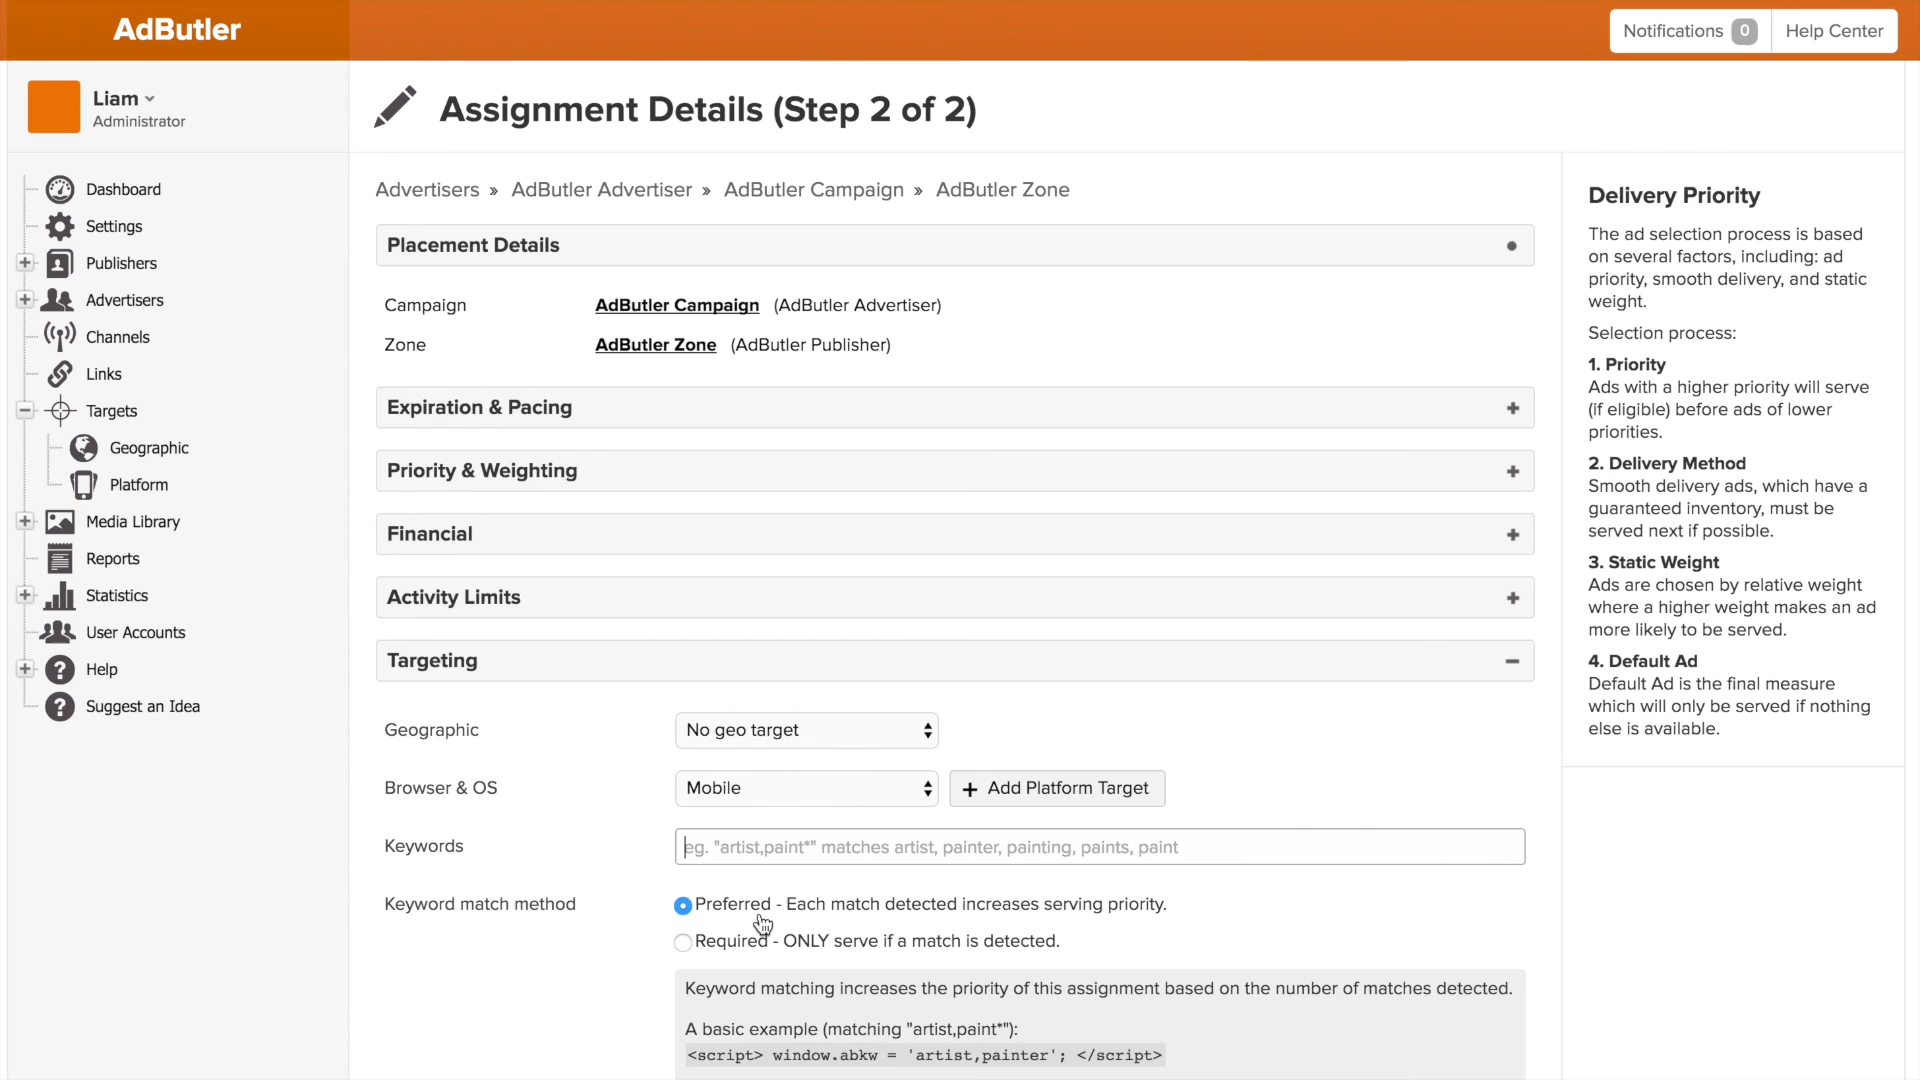 AdButler
Notifications 0
Help Center
Liam
Administrator
Assignment Details (Step 2 of 2)
Dashboard
Settings
Publishers
Advertisers
Channels
Links
Targets
Geographic
Platform
Media Library
Reports
Statistics
User Accounts
Help
Suggest an Idea
Advertisers » AdButler Advertiser » AdButler Campaign » AdButler Zone
Placement Details
Campaign AdButler Campaign (AdButler Advertiser)
Zone AdButler Zone (AdButler Publisher)
Expiration & Pacing
Priority & Weighting
Financial
Activity Limits
Targeting
Geographic No geo target
Browser & OS Mobile + Add Platform Target
Keywords eg. "artist,paint*" matches artist, painter, painting, paints, paint
Keyword match method Preferred - Each match detected increases serving priority.
Required - ONLY serve if a match is detected.
Keyword matching increases the priority of this assignment based on the number of matches detected.
A basic example (matching "artist,paint*"):
<script> window.abkw = 'artist,painter'; </script>
Delivery Priority
The ad selection process is based
on several factors, including: ad
priority, smooth delivery, and static
weight.
Selection process:
1. Priority
Ads with a higher priority will serve
(if eligible) before ads of lower
priorities.
2. Delivery Method
Smooth delivery ads, which have a
guaranteed inventory, must be
served next if possible.
3. Static Weight
Ads are chosen by relative weight
where a higher weight makes an ad
more likely to be served.
4. Default Ad
Default Ad is the final measure
which will only be served if nothing
else is available.